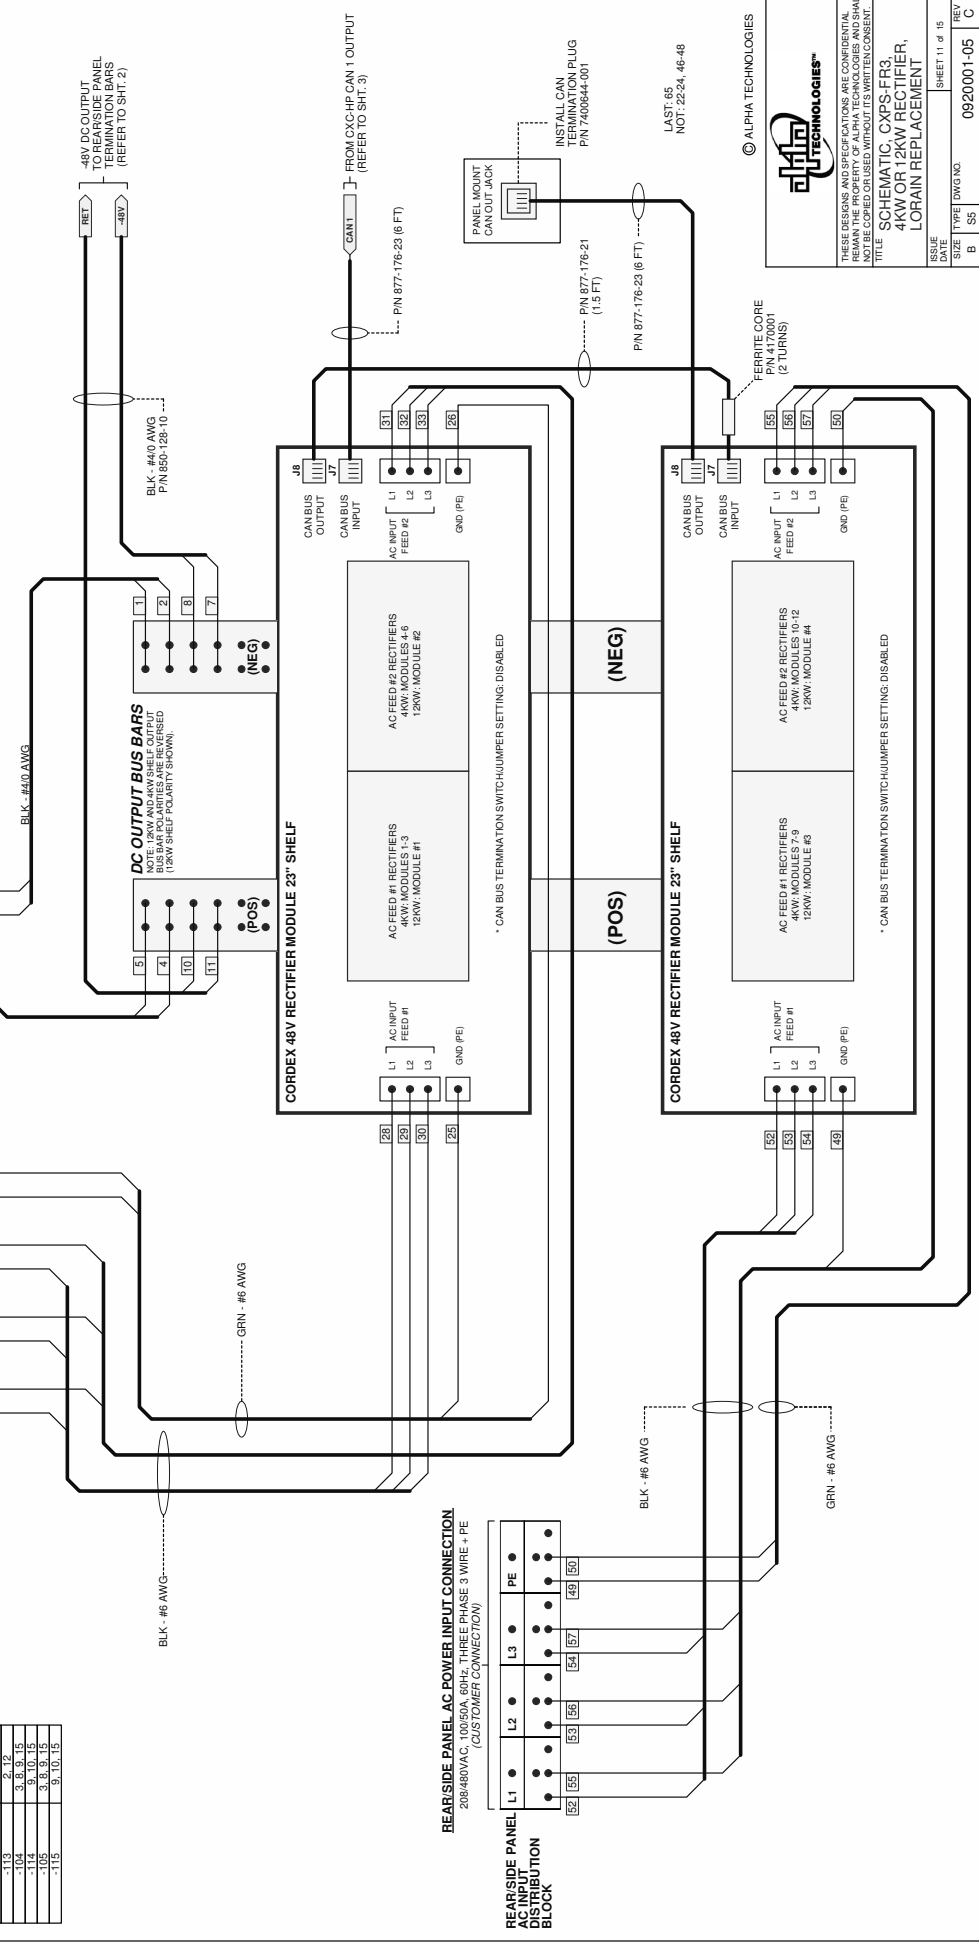 -113 2, 12
-104 3, 8, 9, 15
-114 9, 10, 15
-105 3, 8, 9, 15
-115 9, 10, 15
BLK - #4/0 AWG
-48V DC OUTPUT
TO REAR/SIDE PANEL
TERMINATION BARS
(REFER TO SHT. 2)
RET
-48V
BLK - #4/0 AWG
P/N 850-128-10
DC OUTPUT BUS BARS
NOTE: 12KW AND 4KW SHELF OUTPUT
BUS BAR POLARITIES ARE REVERSED
(12KW SHELF POLARITY SHOWN).
5
4
10
11
(POS)
1
2
8
7
(NEG)
FROM CXC-HP CAN 1 OUTPUT
(REFER TO SHT. 3)
CAN 1
P/N 877-176-23 (6 FT)
BLK - #6 AWG
GRN - #6 AWG
CORDEX 48V RECTIFIER MODULE 23" SHELF
28
29
30
25
L1
L2
L3
AC INPUT
FEED #1
GND (PE)
AC FEED #1 RECTIFIERS
4KW: MODULES 1-3
12KW: MODULE #1
AC FEED #2 RECTIFIERS
4KW: MODULES 4-6
12KW: MODULE #2
* CAN BUS TERMINATION SWITCH/JUMPER SETTING: DISABLED
CAN BUS
OUTPUT
J8
CAN BUS
INPUT
J7
AC INPUT
FEED #2
L1
L2
L3
GND (PE)
31
32
33
26
(POS)
(NEG)
PANEL MOUNT
CAN OUT JACK
INSTALL CAN
TERMINATION PLUG
P/N 7400644-001
P/N 877-176-21
(1.5 FT)
P/N 877-176-23 (6 FT)
FERRITE CORE
P/N 4170001
(2 TURNS)
CORDEX 48V RECTIFIER MODULE 23" SHELF
52
53
54
49
L1
L2
L3
AC INPUT
FEED #1
GND (PE)
AC FEED #1 RECTIFIERS
4KW: MODULES 7-9
12KW: MODULE #3
AC FEED #2 RECTIFIERS
4KW: MODULES 10-12
12KW: MODULE #4
* CAN BUS TERMINATION SWITCH/JUMPER SETTING: DISABLED
CAN BUS
OUTPUT
J8
CAN BUS
INPUT
J7
AC INPUT
FEED #2
L1
L2
L3
GND (PE)
55
56
57
50
REAR/SIDE PANEL AC POWER INPUT CONNECTION
208/480VAC, 100/50A, 60Hz, THREE PHASE 3 WIRE + PE
(CUSTOMER CONNECTION)
REAR/SIDE PANEL
AC INPUT
DISTRIBUTION
BLOCK
L1
L2
L3
PE
52
55
53
56
54
57
49
50
BLK - #6 AWG
GRN - #6 AWG
LAST: 65
NOT: 22-24, 46-48
© ALPHA TECHNOLOGIES
TECHNOLOGIES™
THESE DESIGNS AND SPECIFICATIONS ARE CONFIDENTIAL
REMAIN THE PROPERTY OF ALPHA TECHNOLOGIES AND SHA
NOT BE COPIED OR USED WITHOUT ITS WRITTEN CONSENT.
TITLE
SCHEMATIC, CXPS-FR3,
4KW OR 12KW RECTIFIER,
LORAIN REPLACEMENT
ISSUE
DATE
SHEET 11 of 15
SIZE B
TYPE S5
DWG NO. 0920001-05
REV C